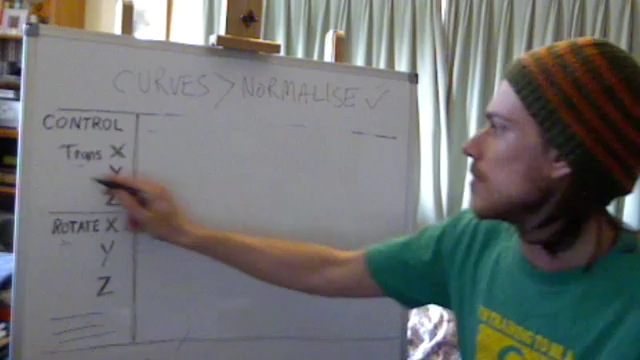 CURVES > NORMALISE ✓
CONTROL
Trans X
Y
Z
ROTATE X
Y
Z